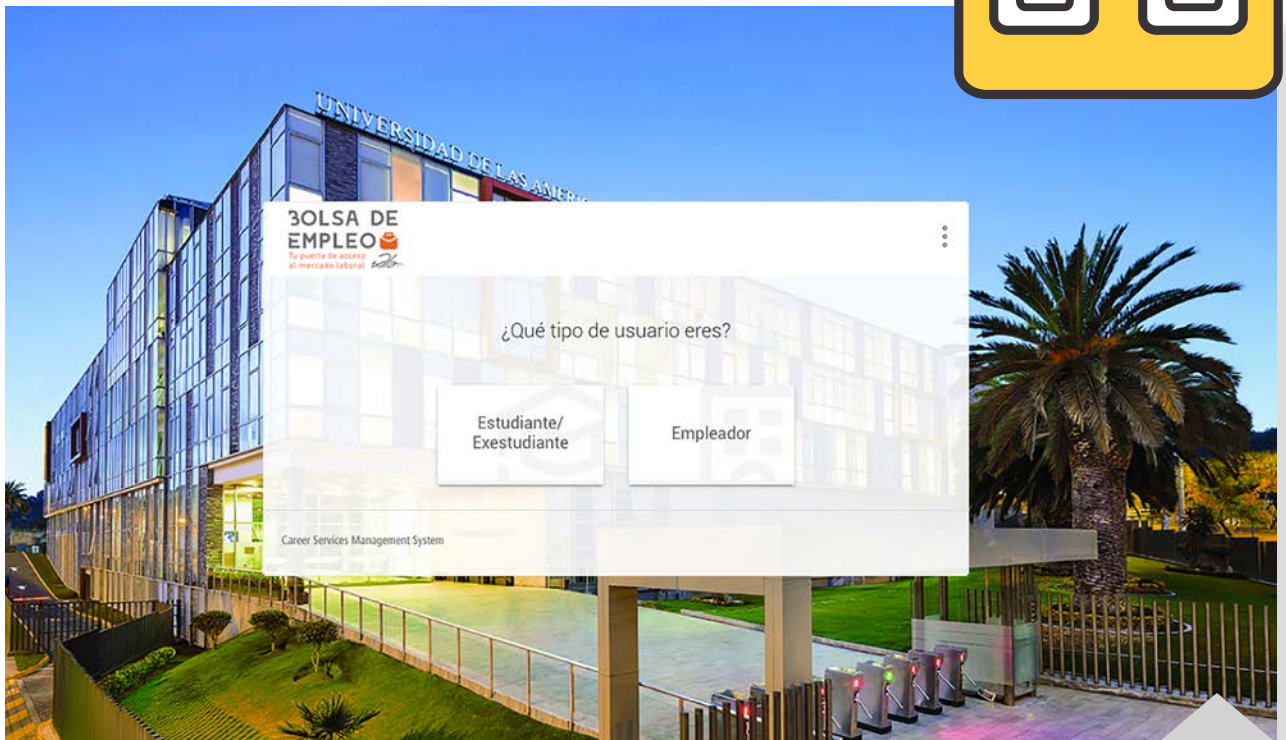 UNIVERSIDAD DE LAS AMERI
BOLSA DE
EMPLEO
Tu puerta de acceso
al mercado laboral udla-
¿Qué tipo de usuario eres?
Estudiante/
Exestudiante
Empleador
Career Services Management System